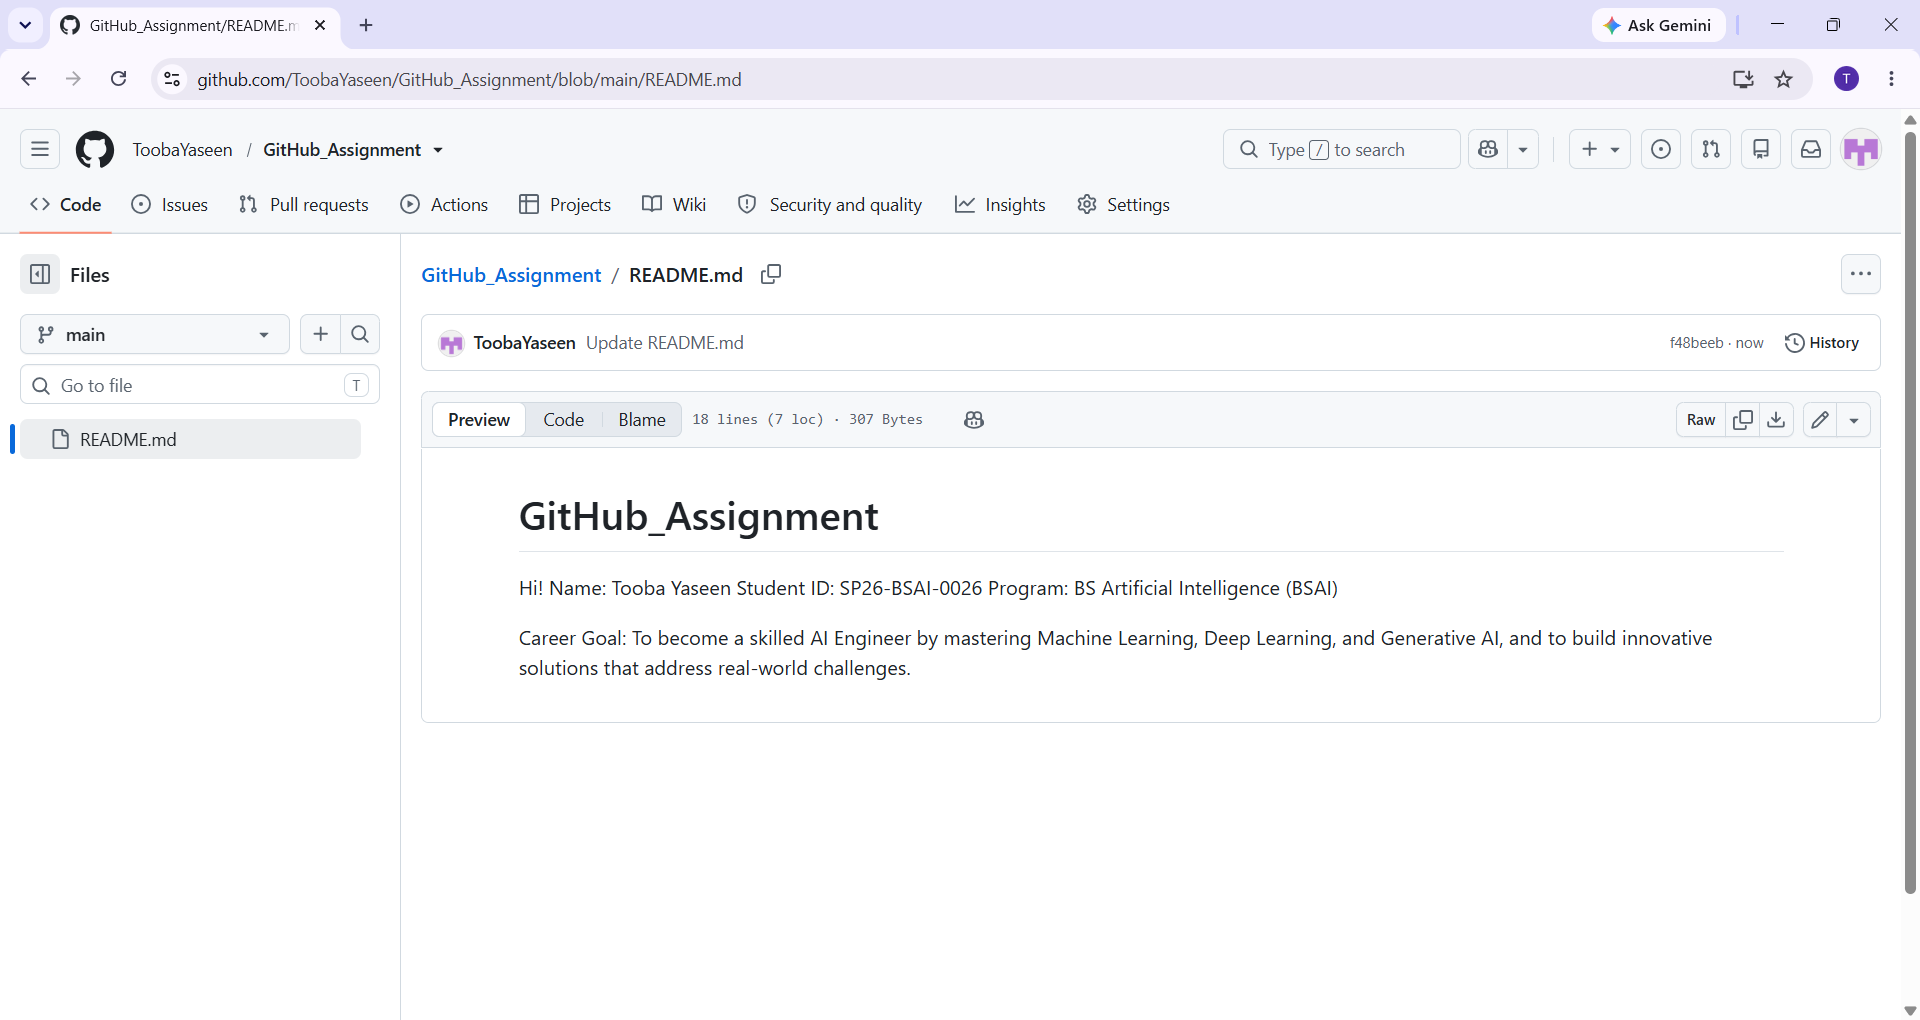 GitHub_Assignment/README.m
Ask Gemini
github.com/ToobaYaseen/GitHub_Assignment/blob/main/README.md
T
ToobaYaseen / GitHub_Assignment
Type / to search
Code
Issues
Pull requests
Actions
Projects
Wiki
Security and quality
Insights
Settings
Files
GitHub_Assignment / README.md
main
ToobaYaseen Update README.md
f48beeb · now
History
Go to file
T
Preview
Code
Blame
18 lines (7 loc) · 307 Bytes
Raw
README.md
GitHub_Assignment
Hi! Name: Tooba Yaseen Student ID: SP26-BSAI-0026 Program: BS Artificial Intelligence (BSAI)
Career Goal: To become a skilled AI Engineer by mastering Machine Learning, Deep Learning, and Generative AI, and to build innovative
solutions that address real-world challenges.